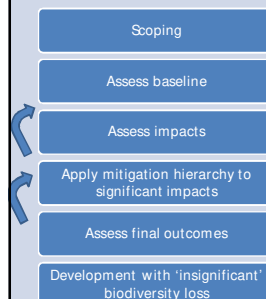 Scoping
Assess baseline
Assess impacts
Apply mitigation hierarchy to
significant impacts
Assess final outcomes
Development with ‘insignificant’
biodiversity loss